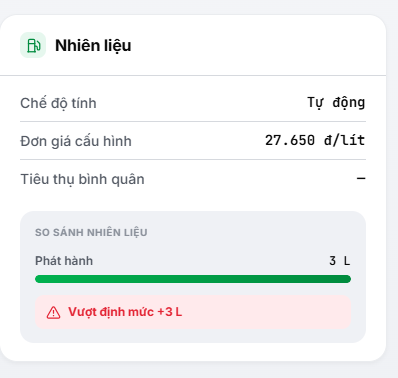 Nhiên liệu
Chế độ tính Tự động
Đơn giá cấu hình 27.650 đ/lít
Tiêu thụ bình quân —
SO SÁNH NHIÊN LIỆU
Phát hành 3 L
Vượt định mức +3 L